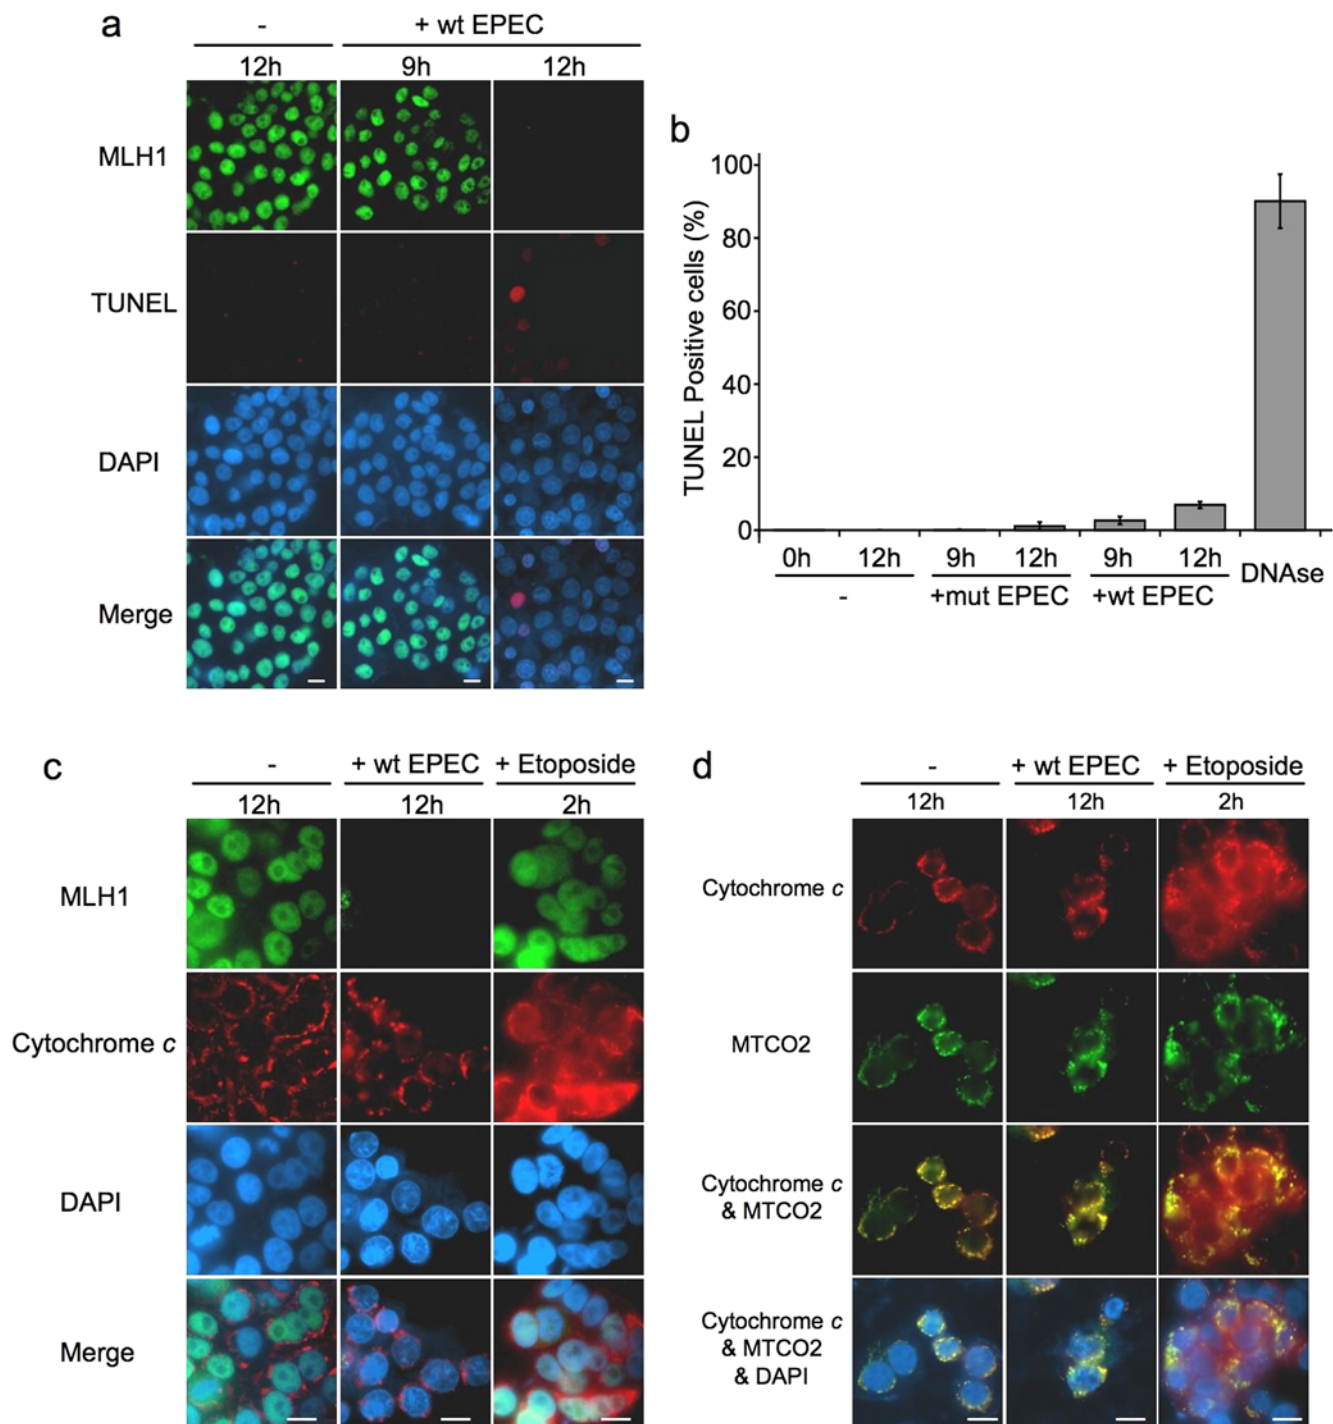 a
- + wt EPEC
12h 9h 12h
MLH1
TUNEL
DAPI
Merge
b
TUNEL Positive cells (%)
100
80
60
40
20
0
0h 12h 9h 12h 9h 12h DNAse
- +mut EPEC +wt EPEC
c
- + wt EPEC + Etoposide
12h 12h 2h
MLH1
Cytochrome c
DAPI
Merge
d
- + wt EPEC + Etoposide
12h 12h 2h
Cytochrome c
MTCO2
Cytochrome c
& MTCO2
Cytochrome c
& MTCO2
& DAPI